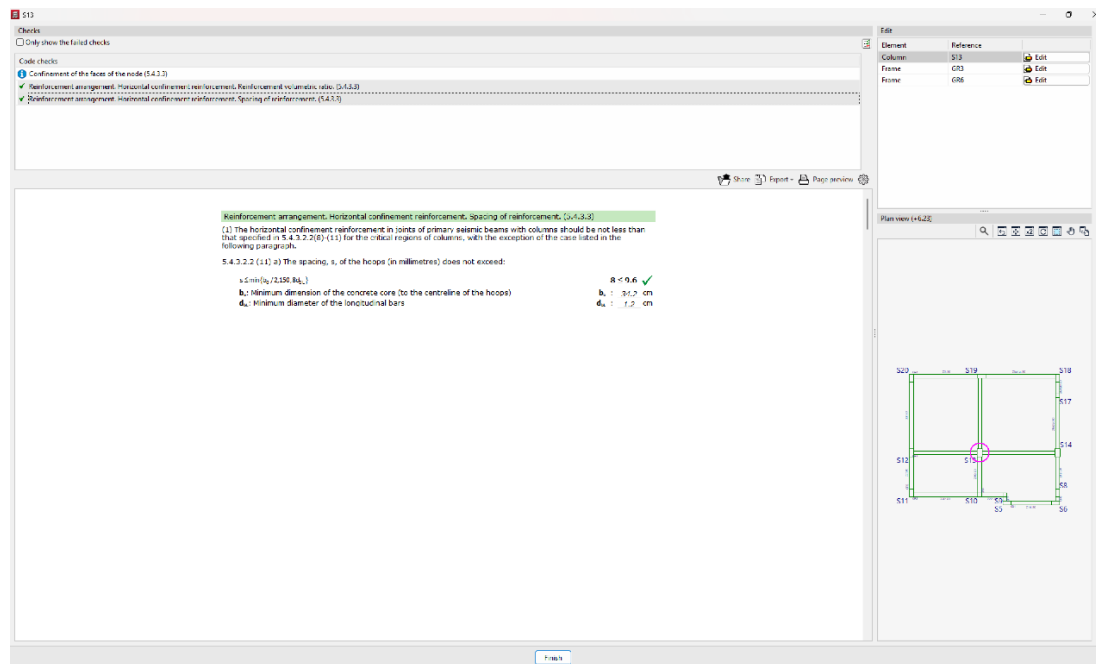 S13
Checks
Only show the failed checks
Code checks
Confinement of the faces of the node (5.4.3.3)
Reinforcement arrangement. Horizontal confinement reinforcement. Reinforcement volumetric ratio. (5.4.3.3)
Reinforcement arrangement. Horizontal confinement reinforcement. Spacing of reinforcement. (5.4.3.3)
Share Export Page preview
Reinforcement arrangement. Horizontal confinement reinforcement. Spacing of reinforcement. (5.4.3.3)
(1) The horizontal confinement reinforcement in joints of primary seismic beams with columns should be not less than
that specified in 5.4.3.2.2(8)-(11) for the critical regions of columns, with the exception of the case listed in the
following paragraph.
5.4.3.2.2 (11) a) The spacing, s, of the hoops (in millimetres) does not exceed:
8 ≤ 9.6 ✓
: Minimum dimension of the concrete core (to the centreline of the hoops) : 34.2 cm
: Minimum diameter of the longitudinal bars : 1.2 cm
Edit
Element Reference
Column S13 Edit
Frame GR3 Edit
Frame GR6 Edit
Plan view (+6.23)
S20 S19 S18
S17
S14
S12 S13
S8
S11 S10 S9
S5 S6
Finish